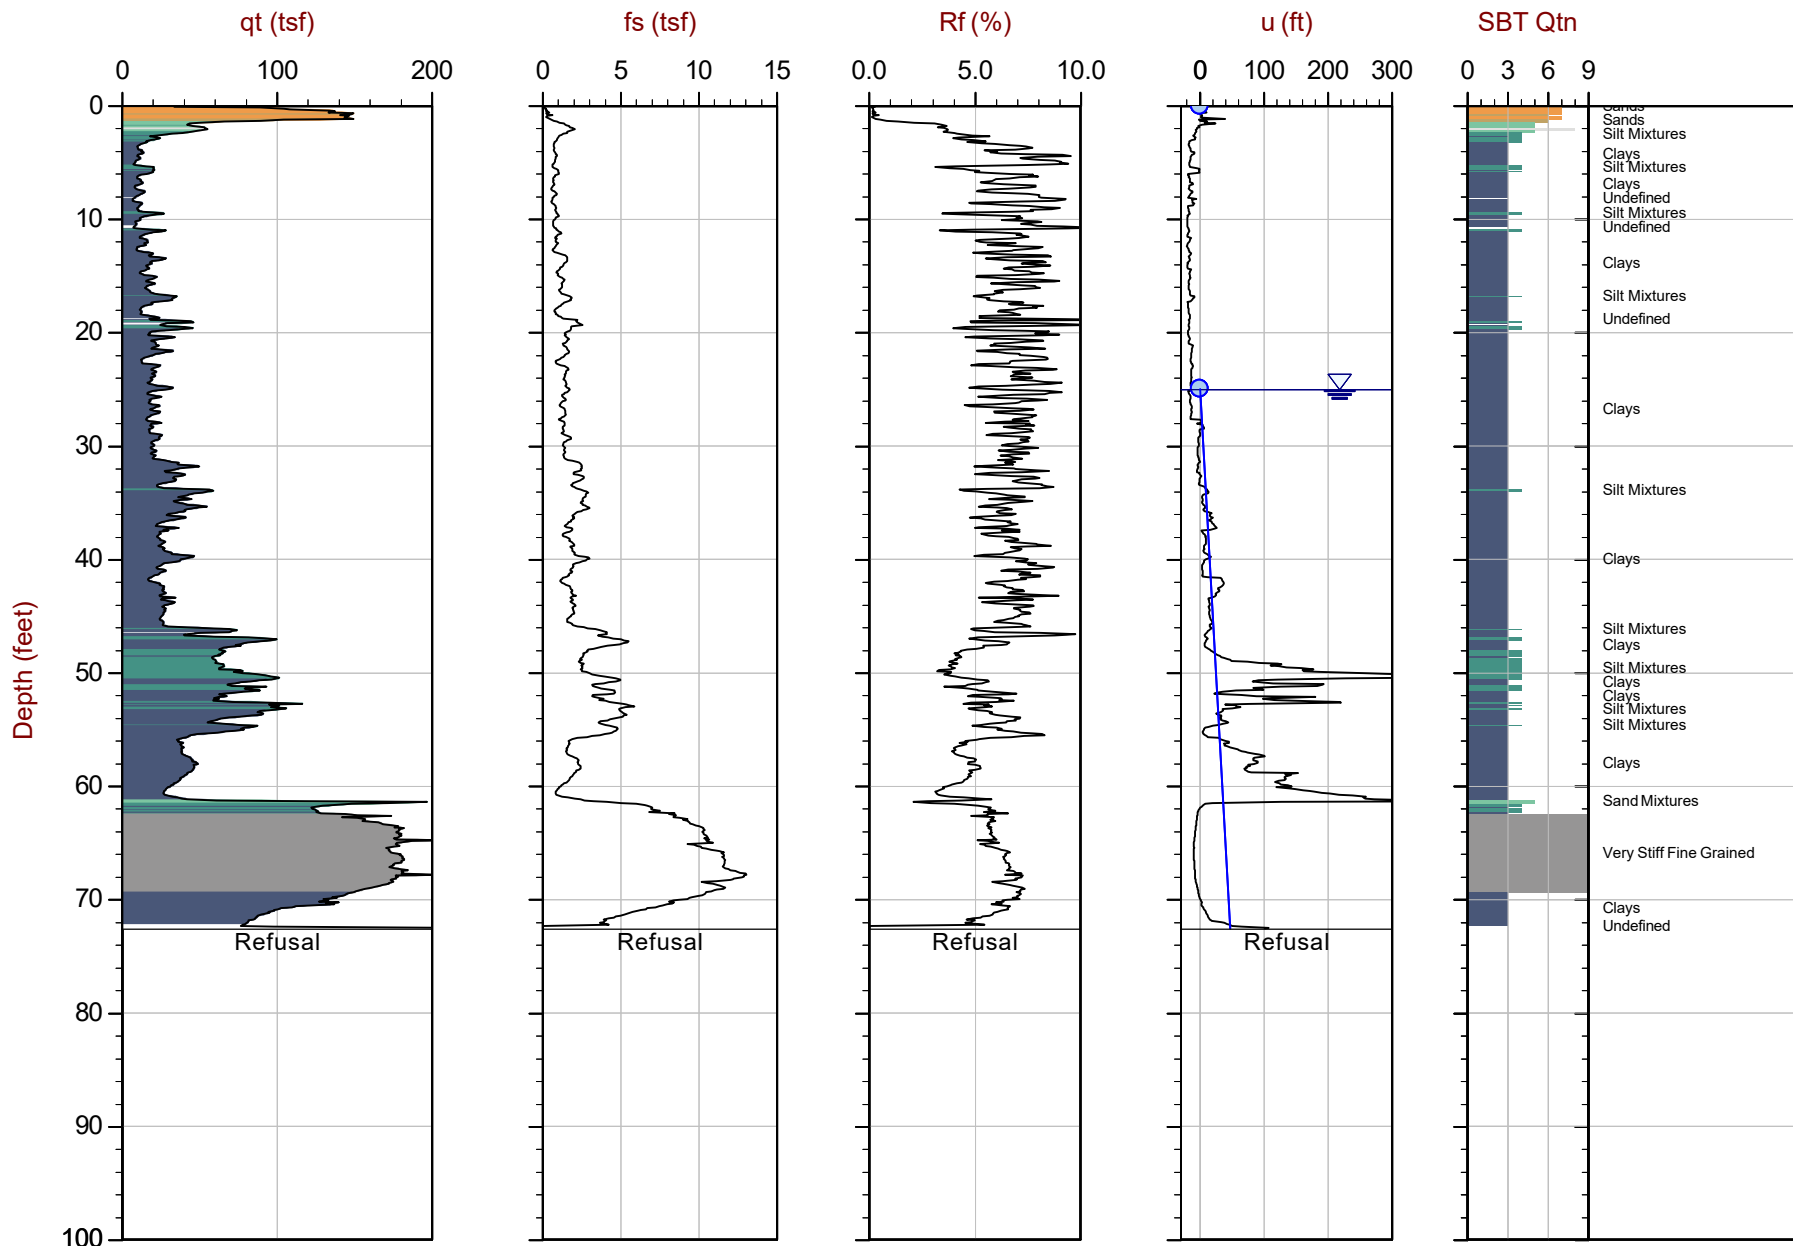 qt (tsf) fs (tsf) Rf (%) u (ft) SBT Qtn
0 100 200 0 5 10 15 0.0 5.0 10.0 0 100 200 300 0 3 6 9
0
Sands
Sands
Silt Mixtures
Clays
Silt Mixtures
Clays
Undefined
Silt Mixtures
10
Undefined
Clays
Silt Mixtures
Undefined
20
Clays
30
Silt Mixtures
40
Clays
Silt Mixtures
Clays
Silt Mixtures
50
Clays
Clays
Silt Mixtures
Silt Mixtures
Depth (feet)
Clays
60
Sand Mixtures
Very Stiff Fine Grained
70
Clays
Undefined
Refusal Refusal Refusal Refusal
80
90
100